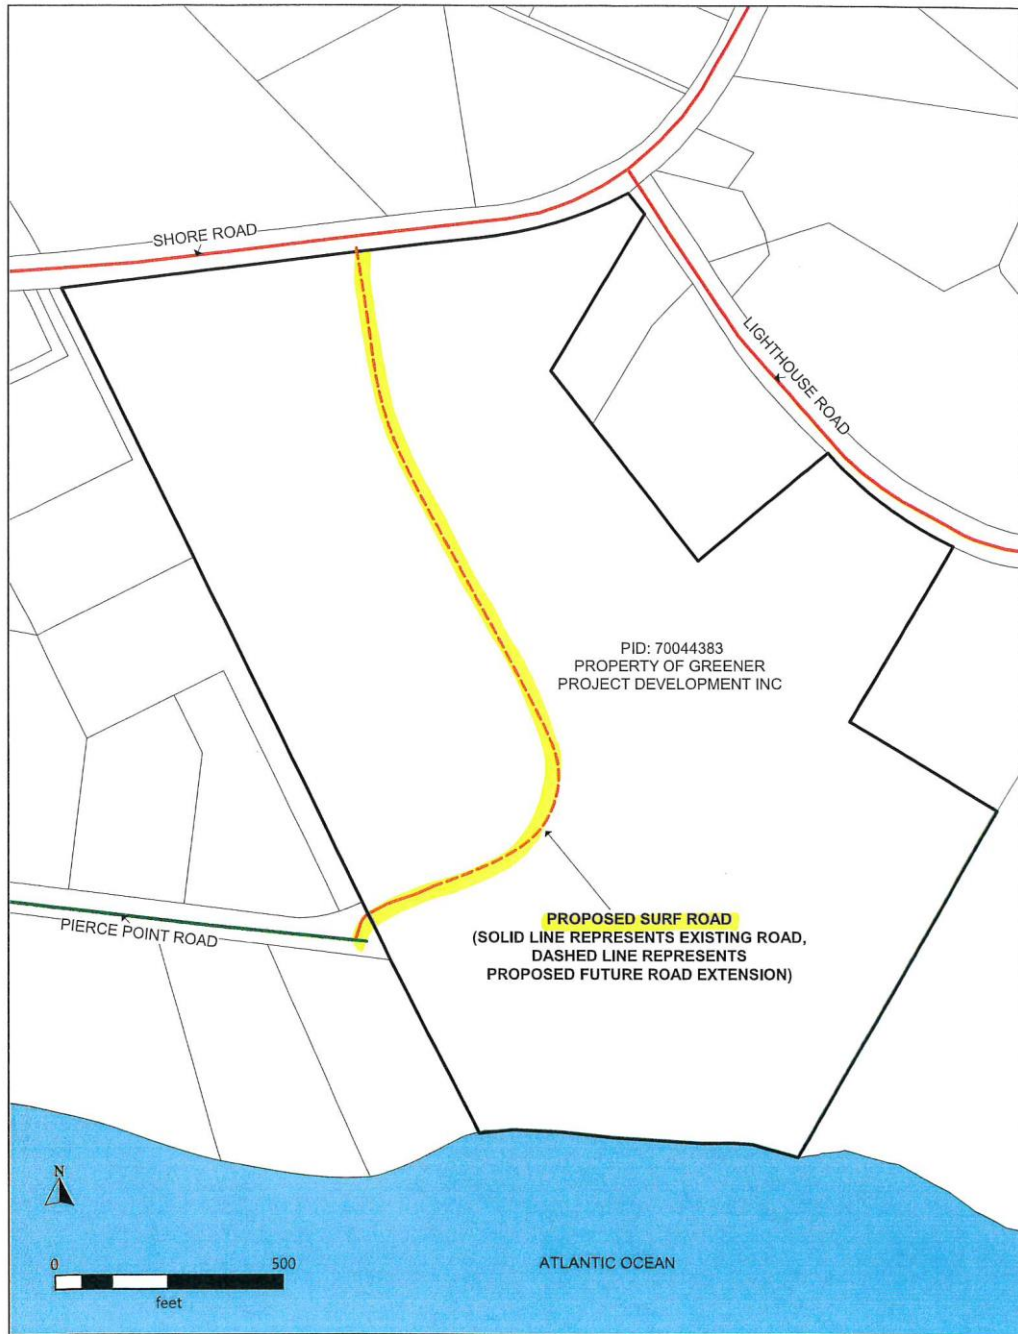 SHORE ROAD
LIGHTHOUSE ROAD
PID: 70044383
PROPERTY OF GREENER
PROJECT DEVELOPMENT INC
PROPOSED SURF ROAD
(SOLID LINE REPRESENTS EXISTING ROAD,
DASHED LINE REPRESENTS
PROPOSED FUTURE ROAD EXTENSION)
PIERCE POINT ROAD
N
0 500
feet
ATLANTIC OCEAN